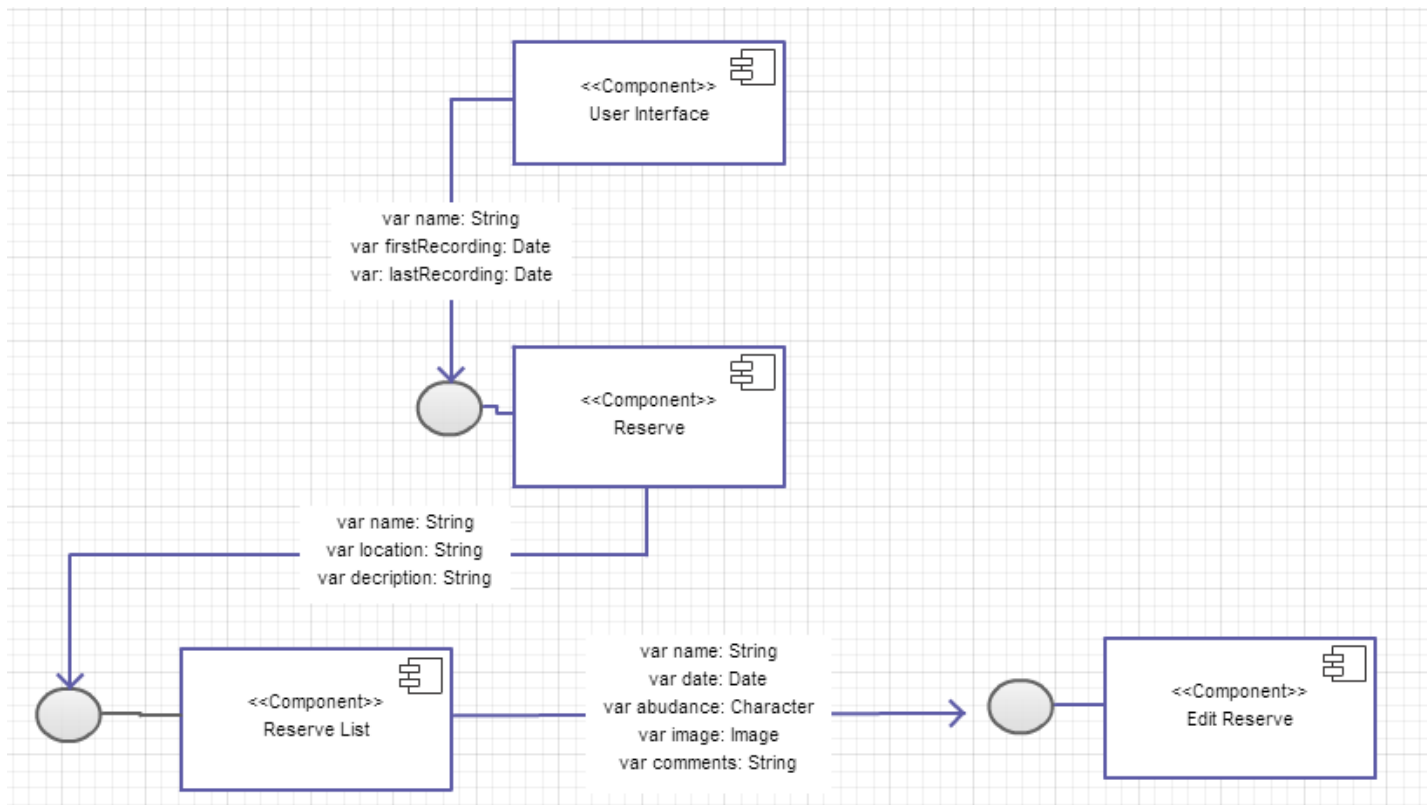 <<Component>>
User Interface
var name: String
var firstRecording: Date
var: lastRecording: Date
<<Component>>
Reserve
var name: String
var location: String
var decription: String
<<Component>>
Reserve List
var name: String
var date: Date
var abudance: Character
var image: Image
var comments: String
<<Component>>
Edit Reserve